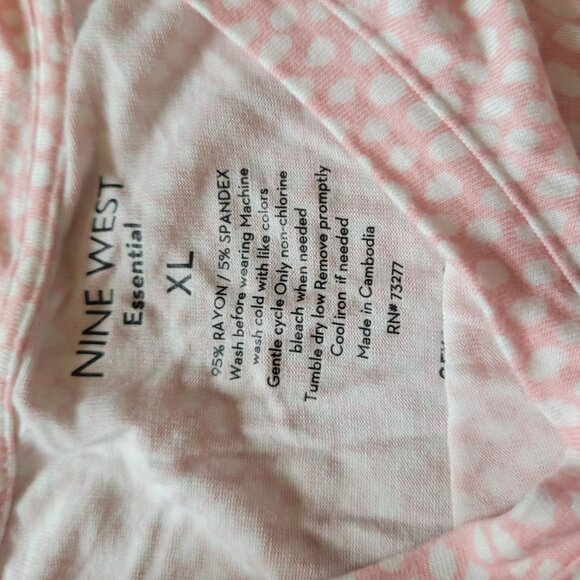 NINE WEST
Essential
XL
95% RAYON / 5% SPANDEX
Wash before wearing Machine
wash cold with like colors
Gentle cycle Only non-chlorine
bleach when needed
Tumble dry low Remove promptly
Cool iron if needed
Made in Cambodia
RN# 73277